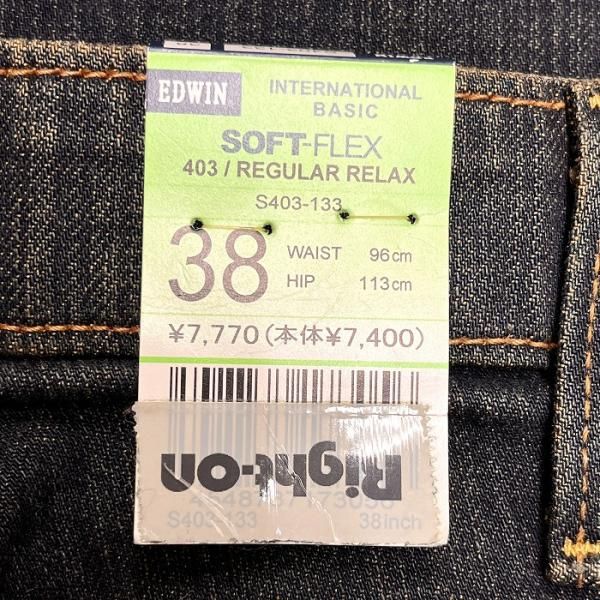 EDWIN
INTERNATIONAL
BASIC
SOFT-FLEX
403 / REGULAR RELAX
S403-133
38
WAIST 96cm
HIP 113cm
¥7,770(本体¥7,400)
Right-on
S403-133 38inch